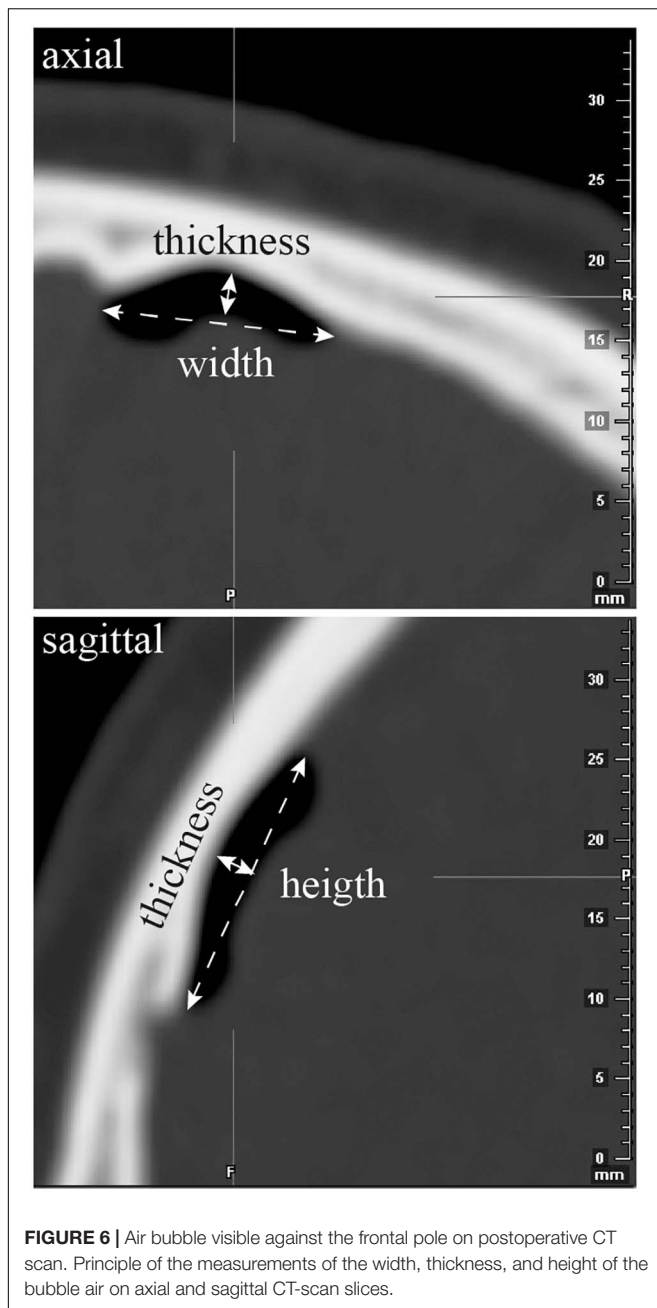 axial
30
25
thickness
20
R
15
width
10
5
P
0
mm
sagittal
30
25
thickness
20
heigth
P
15
10
5
F
0
mm
FIGURE 6 | Air bubble visible against the frontal pole on postoperative CT
scan. Principle of the measurements of the width, thickness, and height of the
bubble air on axial and sagittal CT-scan slices.